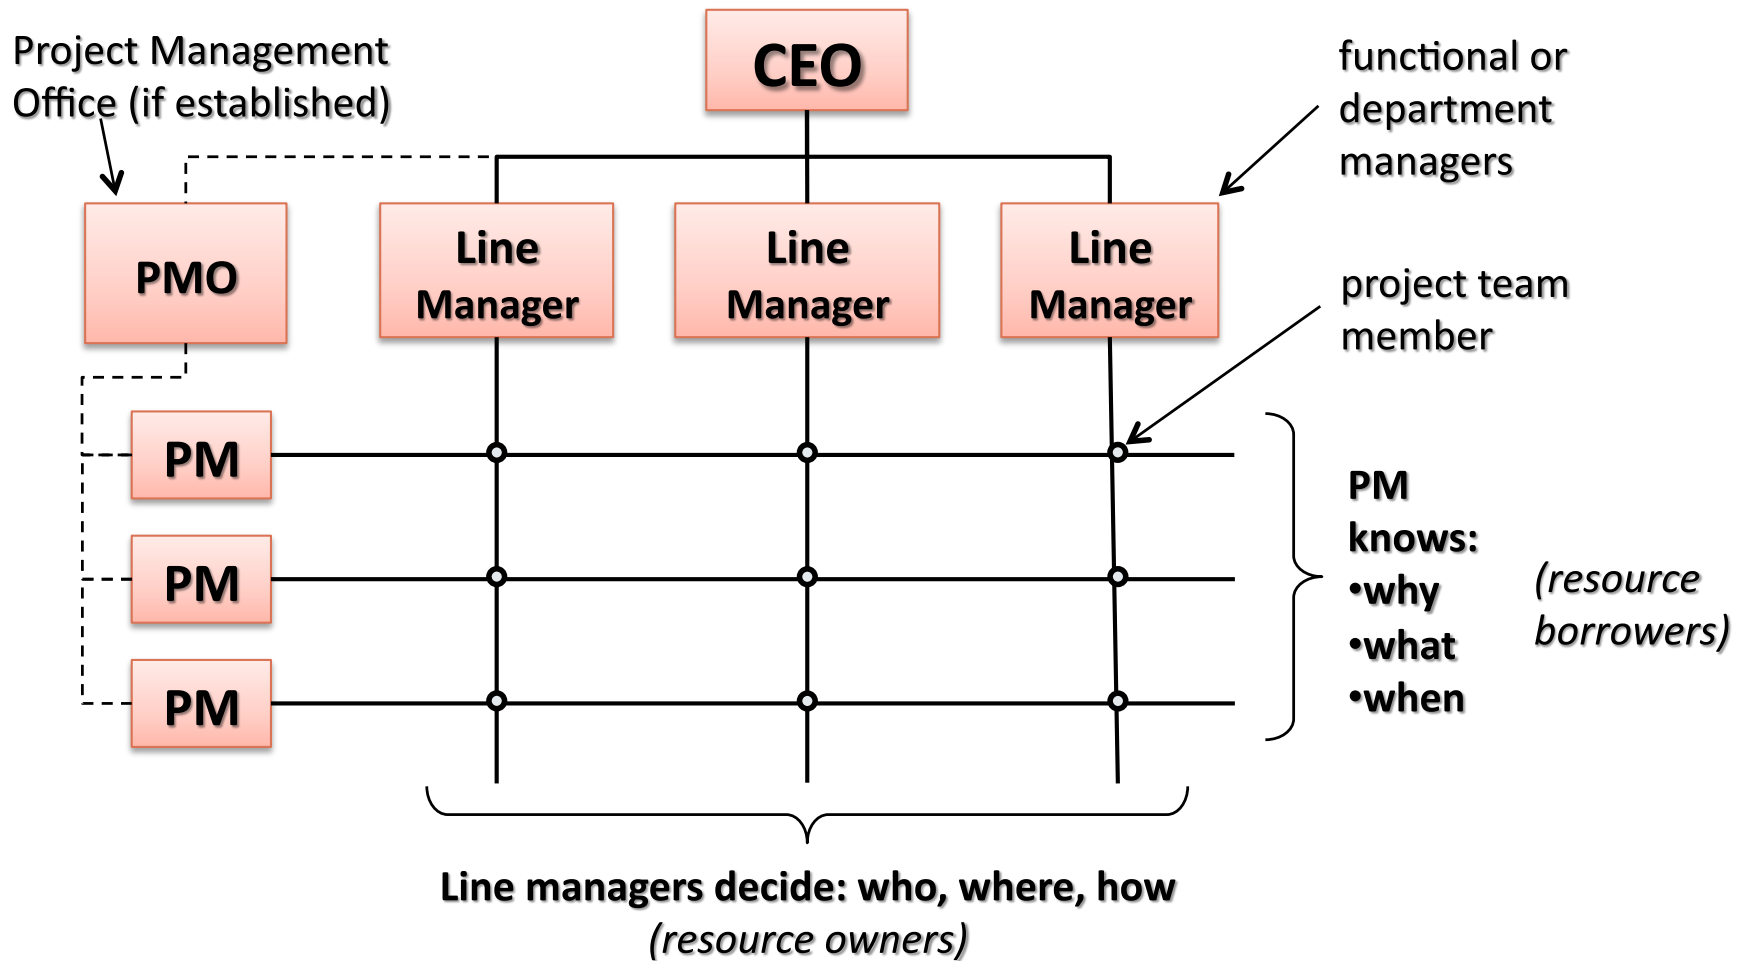 Project Management
Office (if established)
CEO
functional or
department
managers
PMO
Line
Manager
Line
Manager
Line
Manager
project team
member
PM
PM
PM
PM
knows:
•why
•what
•when
(resource
borrowers)
Line managers decide: who, where, how
(resource owners)